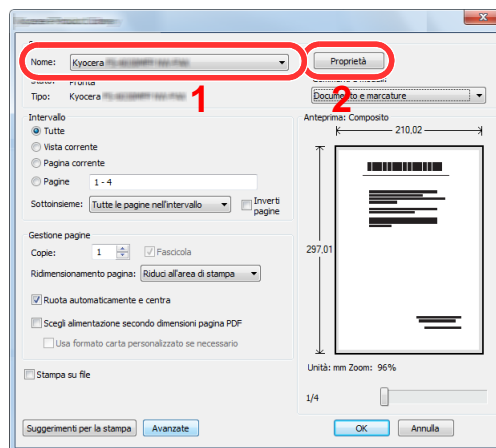 Nome: Kyocera
Proprietà
1
2
Pronta
Tipo: Kyocera
Documento e marcature
Intervallo
Tutte
Vista corrente
Pagina corrente
Pagine 1 - 4
Sottoinsieme: Tutte le pagine nell'intervallo
Inverti
pagine
Gestione pagine
Copie: 1 Fascicola
Ridimensionamento pagina: Riduci all'area di stampa
Ruota automaticamente e centra
Scegli alimentazione secondo dimensioni pagina PDF
Usa formato carta personalizzato se necessario
Stampa su file
Anteprima: Composito
210,02
297,01
Unità: mm Zoom: 96%
1/4
Suggerimenti per la stampa
Avanzate
OK
Annulla